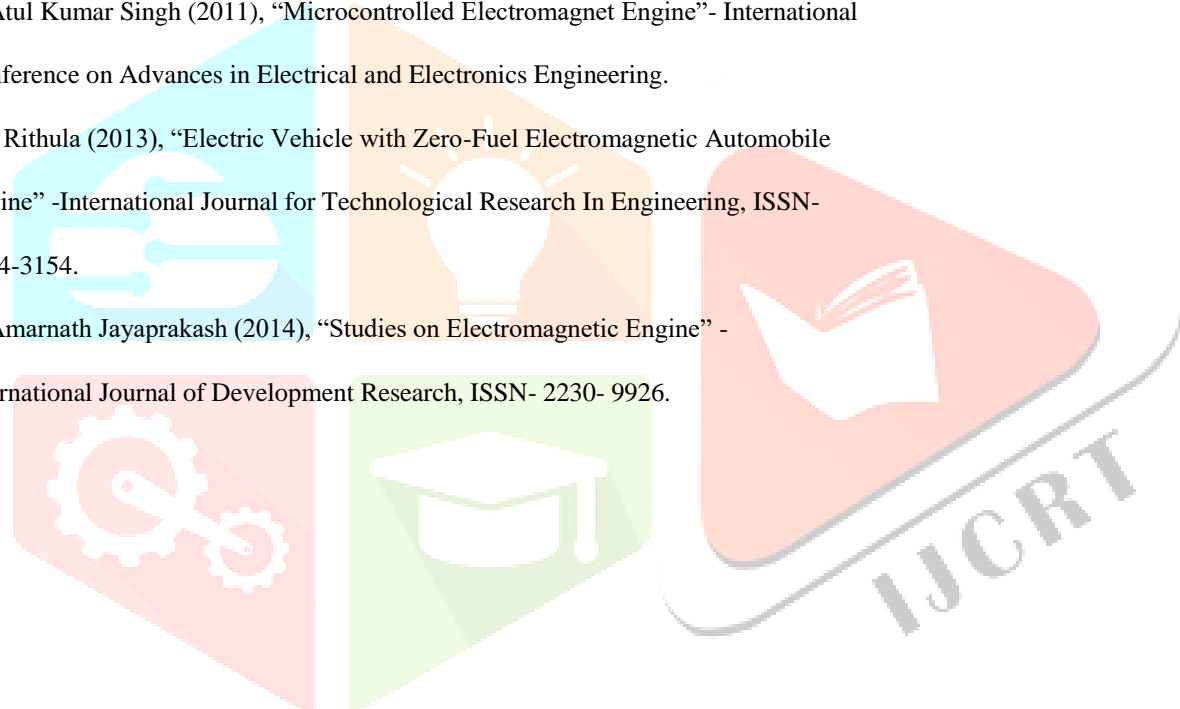 Atul Kumar Singh (2011), “Microcontrolled Electromagnet Engine”- International
nference on Advances in Electrical and Electronics Engineering.
Rithula (2013), “Electric Vehicle with Zero-Fuel Electromagnetic Automobile
ine” -International Journal for Technological Research In Engineering, ISSN-
4-3154.
Amarnath Jayaprakash (2014), “Studies on Electromagnetic Engine” -
rnational Journal of Development Research, ISSN- 2230- 9926.
IJCRT